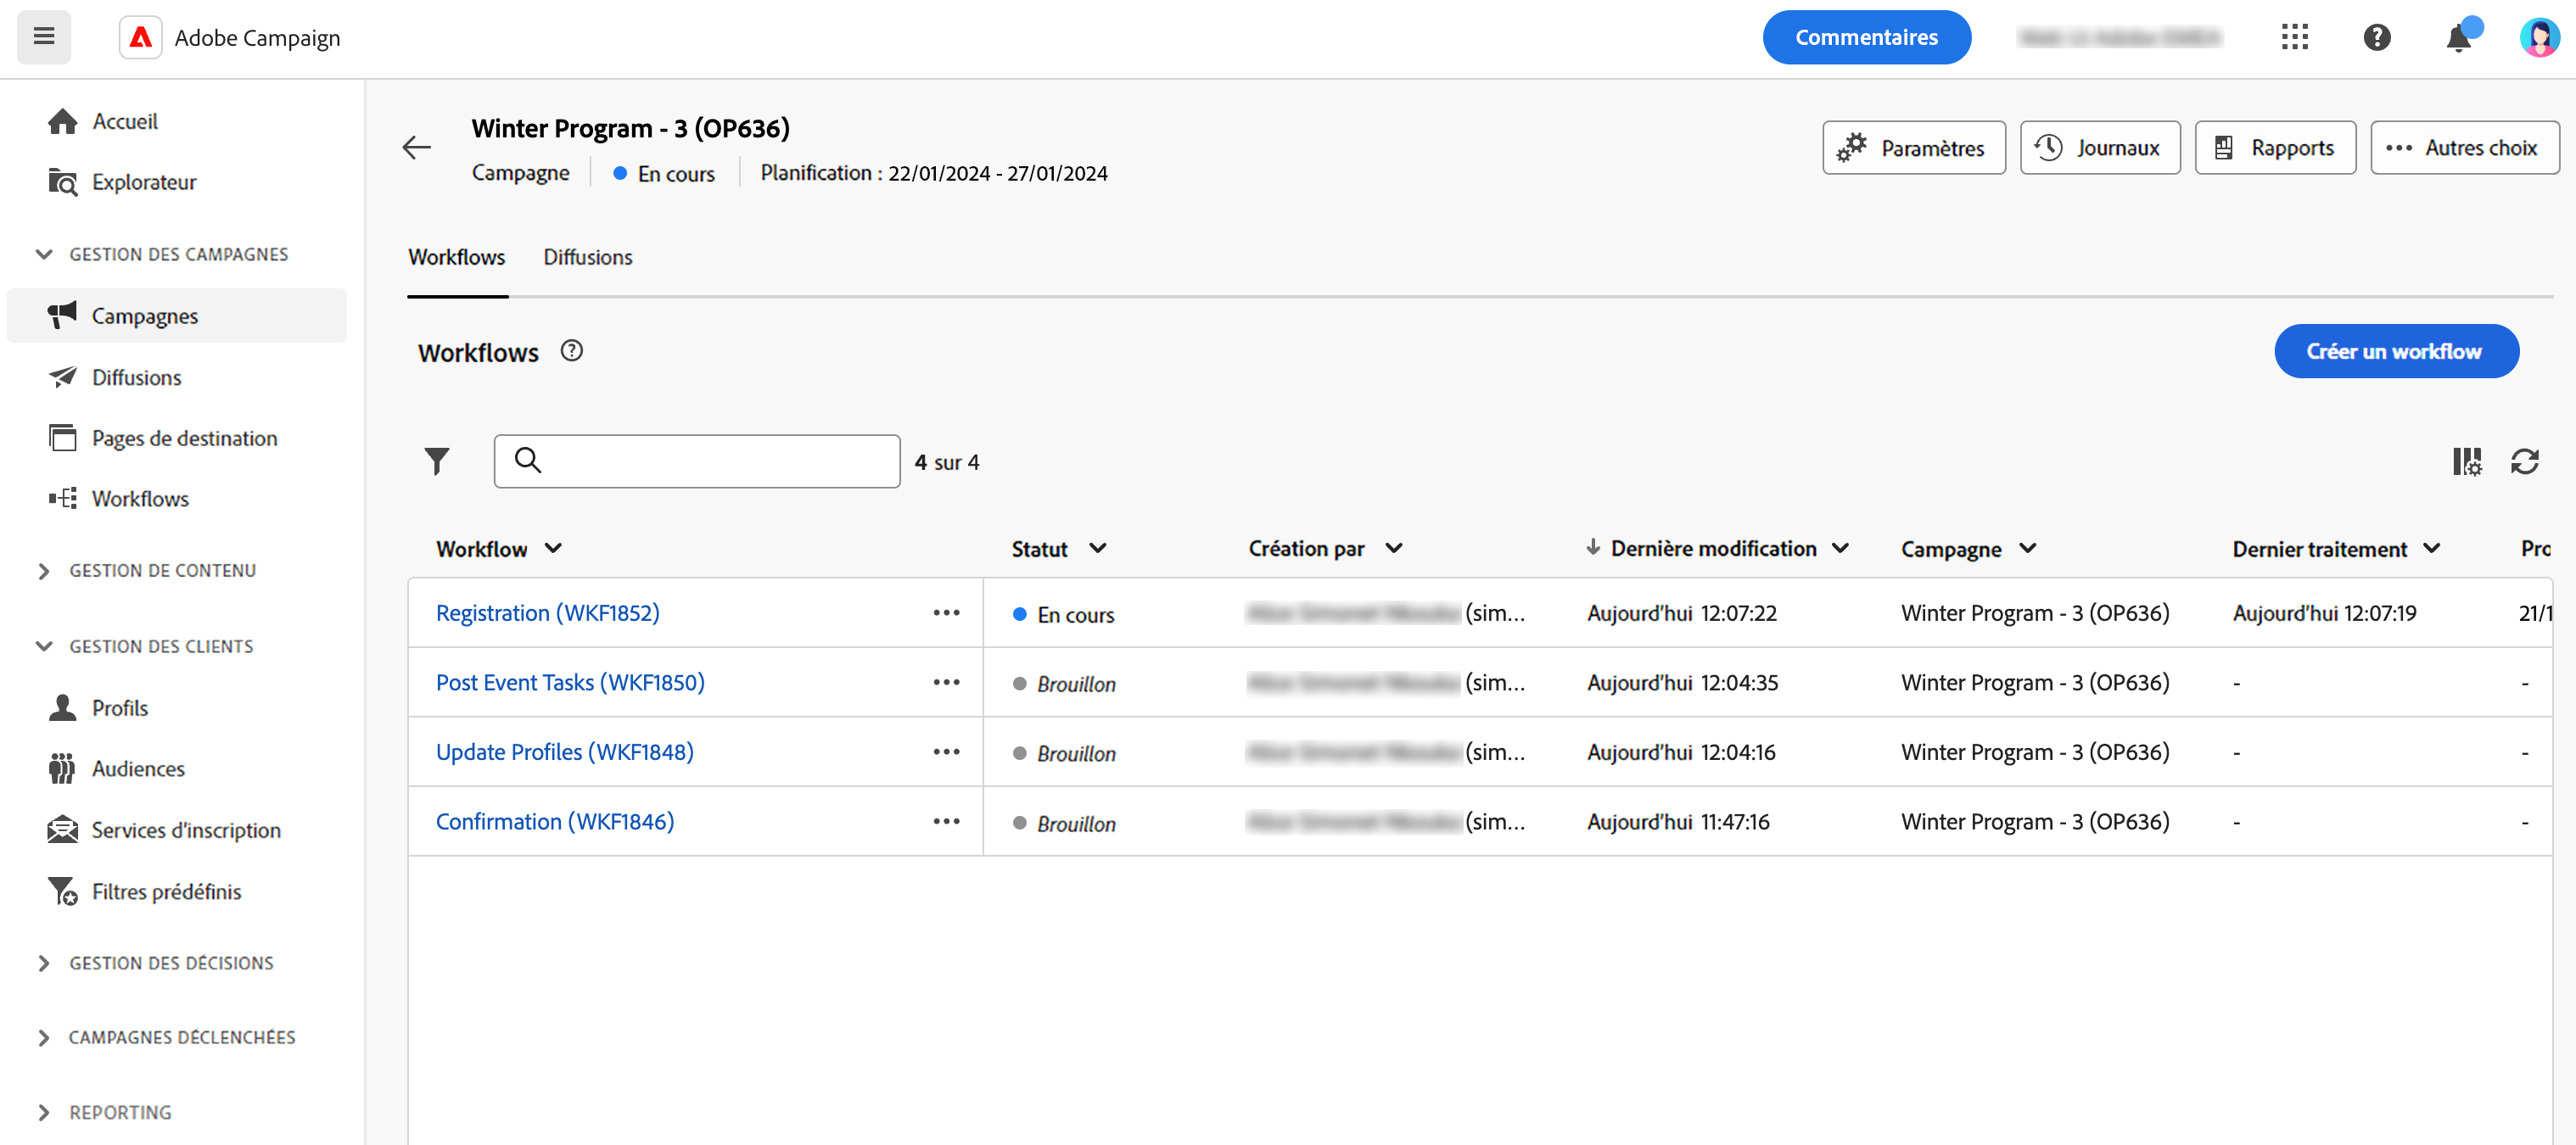 Adobe Campaign
Commentaires
Accueil
Explorateur
GESTION DES CAMPAGNES
Campagnes
Diffusions
Pages de destination
Workflows
GESTION DE CONTENU
GESTION DES CLIENTS
Profils
Audiences
Services d'inscription
Filtres prédéfinis
GESTION DES DÉCISIONS
CAMPAGNES DÉCLENCHÉES
REPORTING
Winter Program - 3 (OP636)
Campagne En cours Planification : 22/01/2024 - 27/01/2024
Paramètres Journaux Rapports Autres choix
Workflows Diffusions
Workflows
Créer un workflow
4 sur 4
Workflow Statut Création par Dernière modification Campagne Dernier traitement Pro
Registration (WKF1852) En cours (sim... Aujourd'hui 12:07:22 Winter Program - 3 (OP636) Aujourd'hui 12:07:19 21/1
Post Event Tasks (WKF1850) Brouillon (sim... Aujourd'hui 12:04:35 Winter Program - 3 (OP636) - -
Update Profiles (WKF1848) Brouillon (sim... Aujourd'hui 12:04:16 Winter Program - 3 (OP636) - -
Confirmation (WKF1846) Brouillon (sim... Aujourd'hui 11:47:16 Winter Program - 3 (OP636) - -